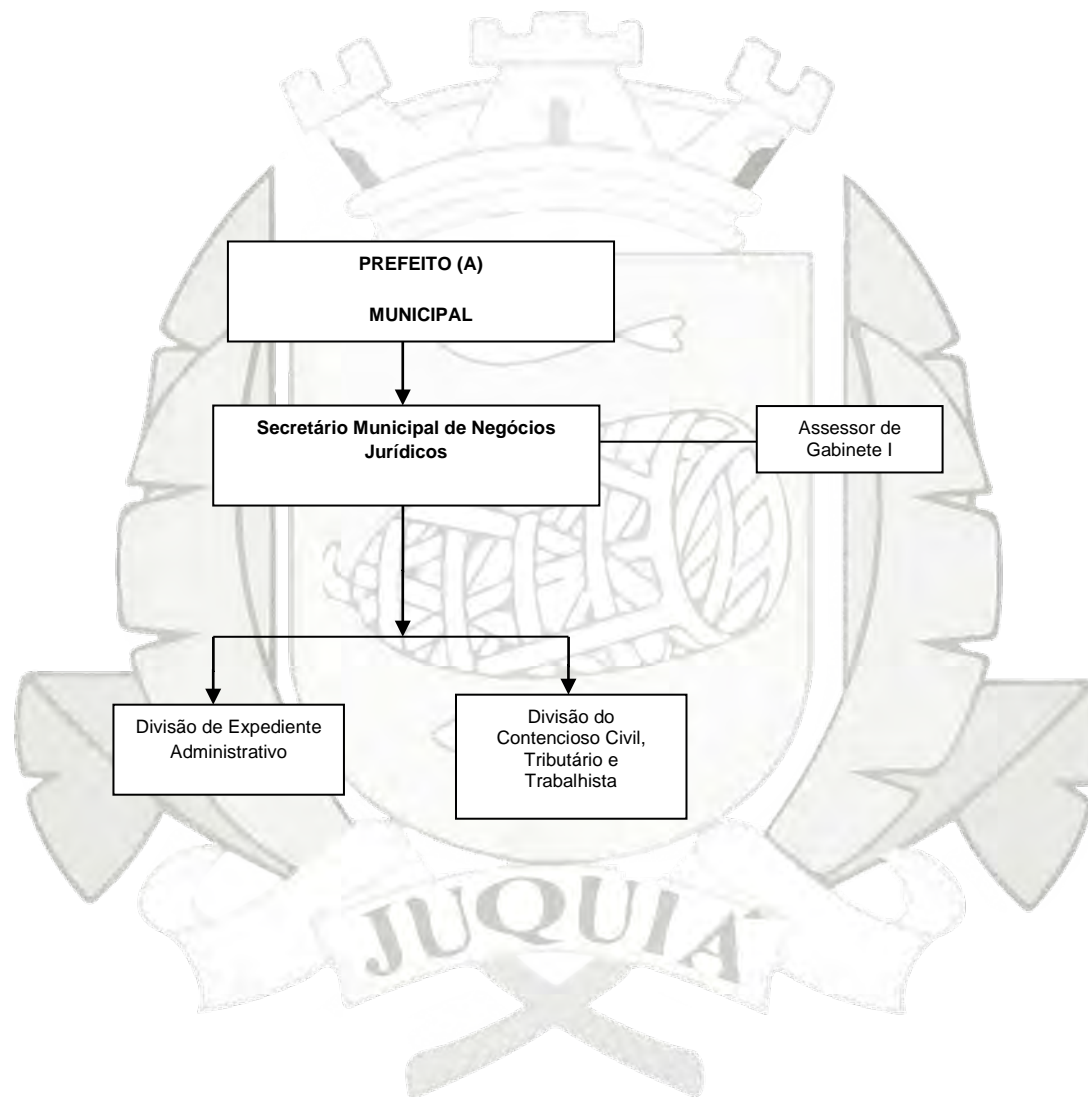 PREFEITO (A)
MUNICIPAL
Secretário Municipal de Negócios
Jurídicos
Assessor de
Gabinete I
Divisão de Expediente
Administrativo
Divisão do
Contencioso Civil,
Tributário e
Trabalhista
JUQUIÁ